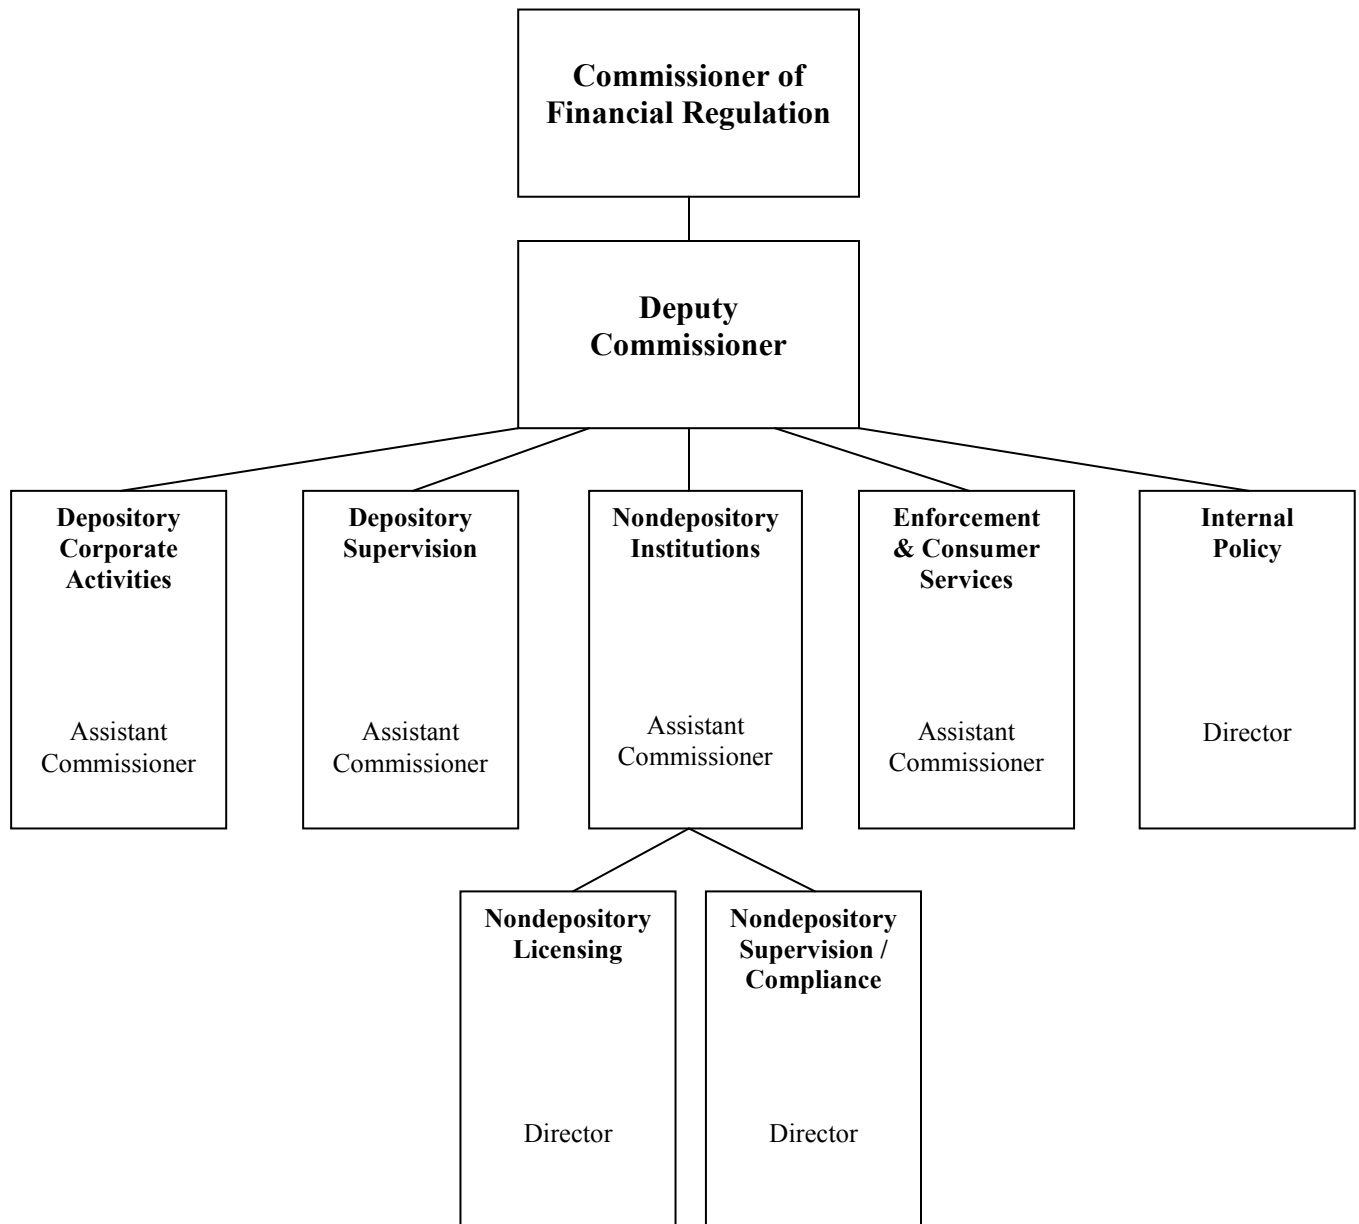 Commissioner of
Financial Regulation
Deputy
Commissioner
Depository
Corporate
Activities
Assistant
Commissioner
Depository
Supervision
Assistant
Commissioner
Nondepository
Institutions
Assistant
Commissioner
Enforcement
& Consumer
Services
Assistant
Commissioner
Internal
Policy
Director
Nondepository
Licensing
Director
Nondepository
Supervision /
Compliance
Director